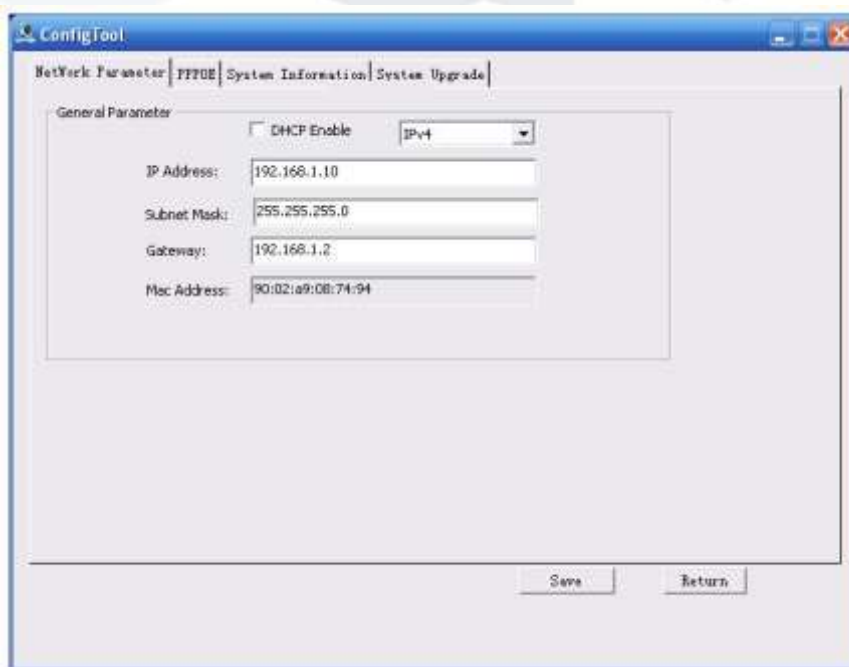 ConfigTool
NetWork Parameter PPPOE System Information System Upgrade
General Parameter
DHCP Enable IPv4
IP Address: 192.168.1.10
Subnet Mask: 255.255.255.0
Gateway: 192.168.1.2
Mac Address: 90:02:a9:08:74:94
Save Return